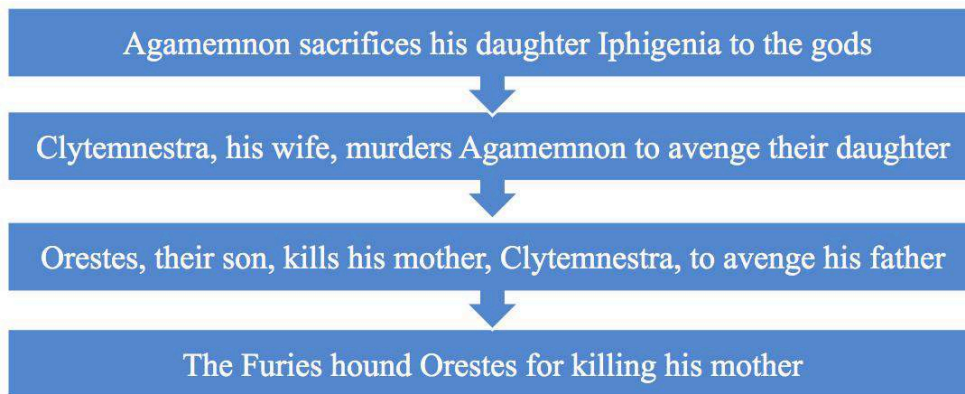 Agamemnon sacrifices his daughter Iphigenia to the gods
Clytemnestra, his wife, murders Agamemnon to avenge their daughter
Orestes, their son, kills his mother, Clytemnestra, to avenge his father
The Furies hound Orestes for killing his mother